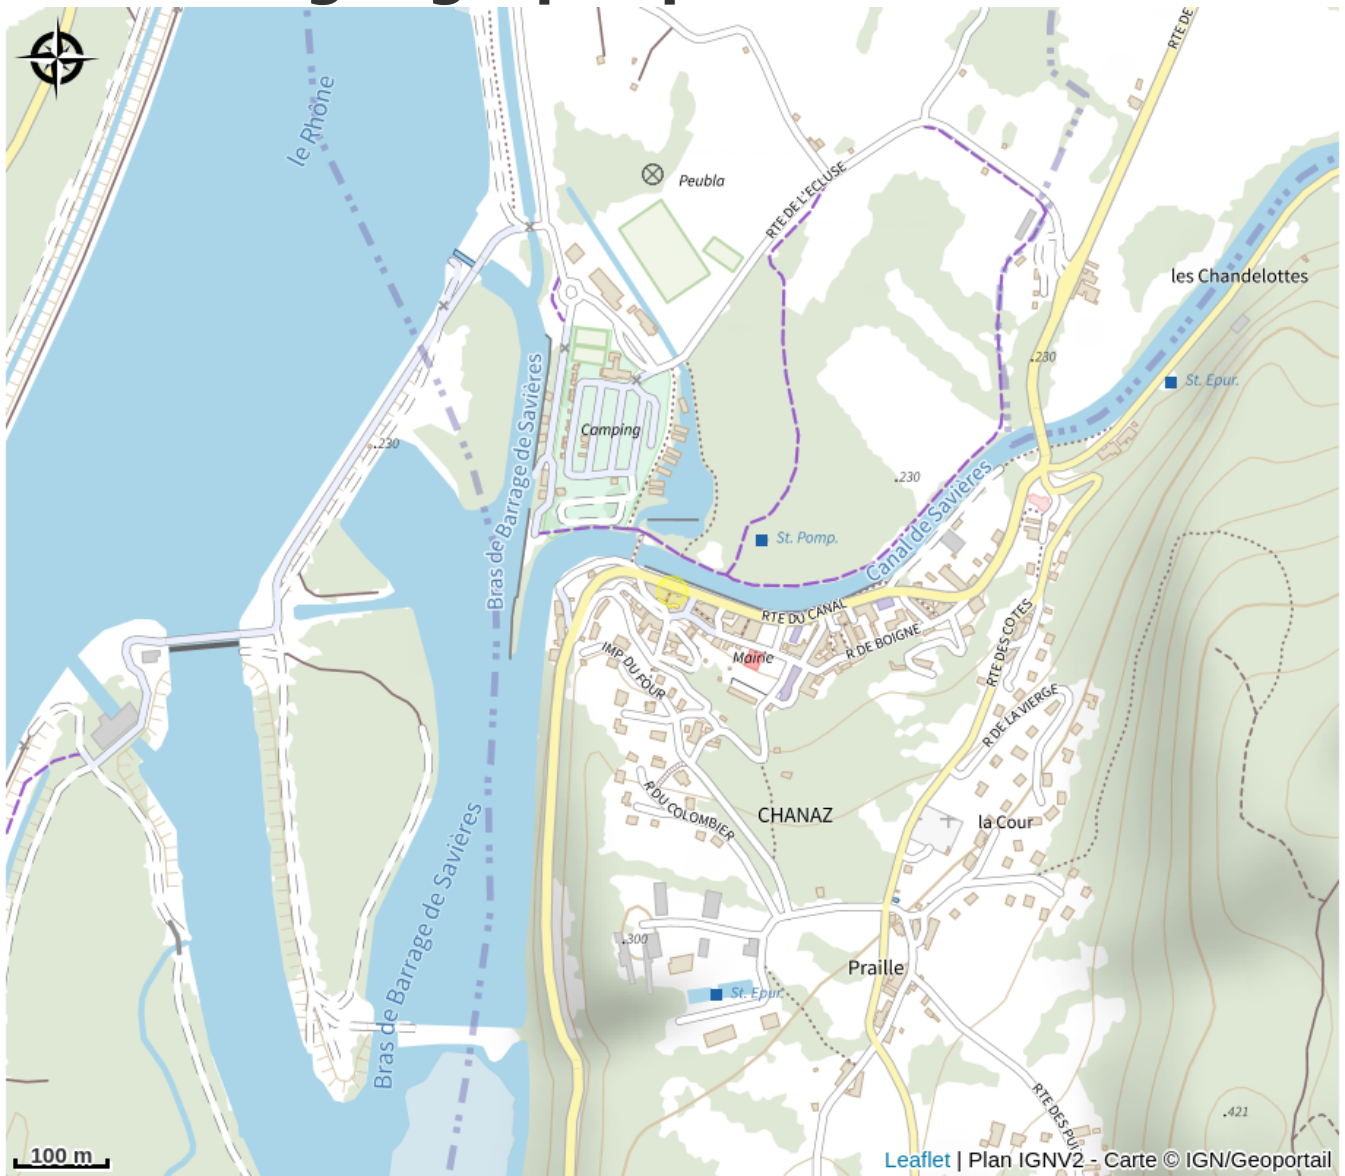 RTE DE
le Rhône
Peubla
RTE DE L'ECLUSE
les Chandelottes
.230
St. Epur.
Bras de Barrage de Savières
Camping
.230
.230
Canal de Savières
St. Pomp.
RTE DU CANAL
R DE BOIGNE
Mairie
IMP DU FOUR
RTE DES COTES
R DE LA VIERGE
R DU COLOMBIER
CHANAZ
la Cour
Bras de Barrage de Savières
.300
Praille
St. Epur.
RTE DES PUI
.421
100 m
Leaflet | Plan IGNV2 - Carte © IGN/Geoportail